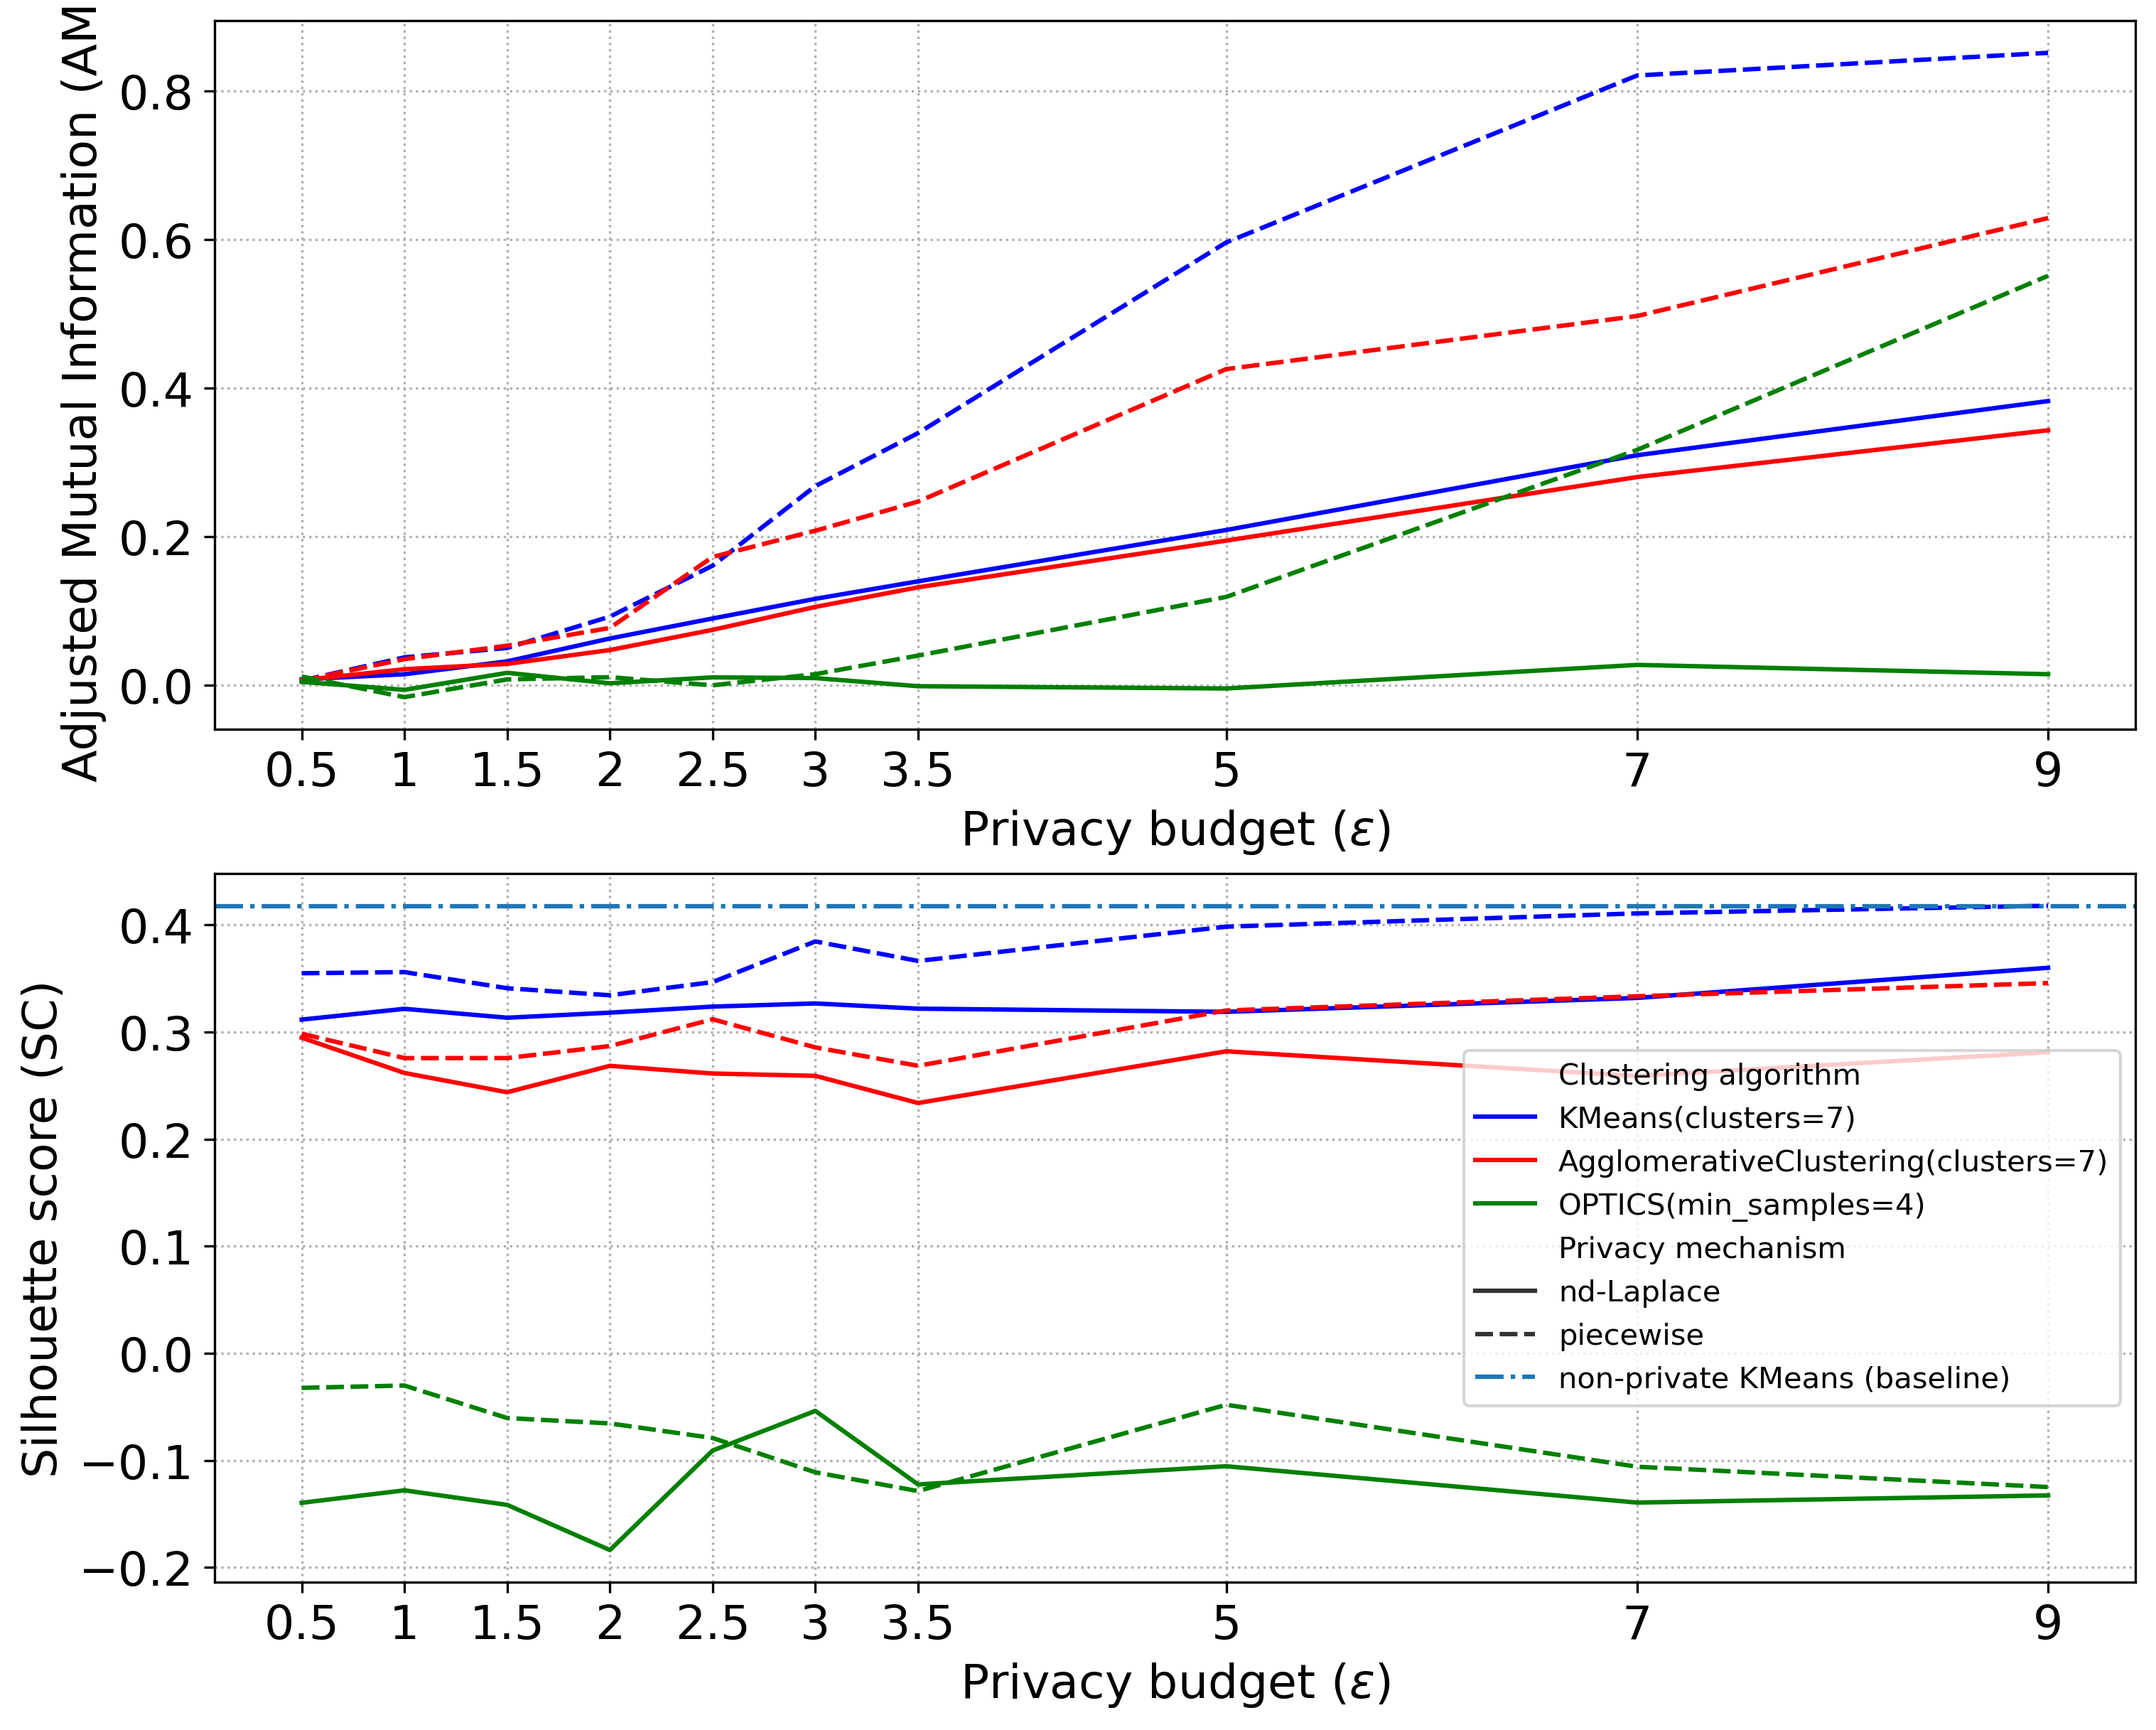 Adjusted Mutual Information (AM
0.8
0.6
0.4
0.2
0.0
0.5 1 1.5 2 2.5 3 3.5 5 7 9
Privacy budget (ε)
Silhouette score (SC)
0.4
0.3
0.2
0.1
0.0
−0.1
−0.2
Clustering algorithm
KMeans(clusters=7)
AgglomerativeClustering(clusters=7)
OPTICS(min_samples=4)
Privacy mechanism
nd-Laplace
piecewise
non-private KMeans (baseline)
0.5 1 1.5 2 2.5 3 3.5 5 7 9
Privacy budget (ε)